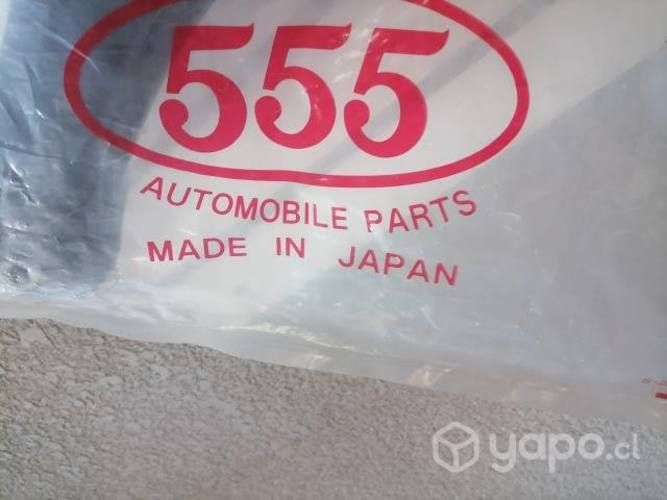 555
AUTOMOBILE PARTS
MADE IN JAPAN
yapo.cl